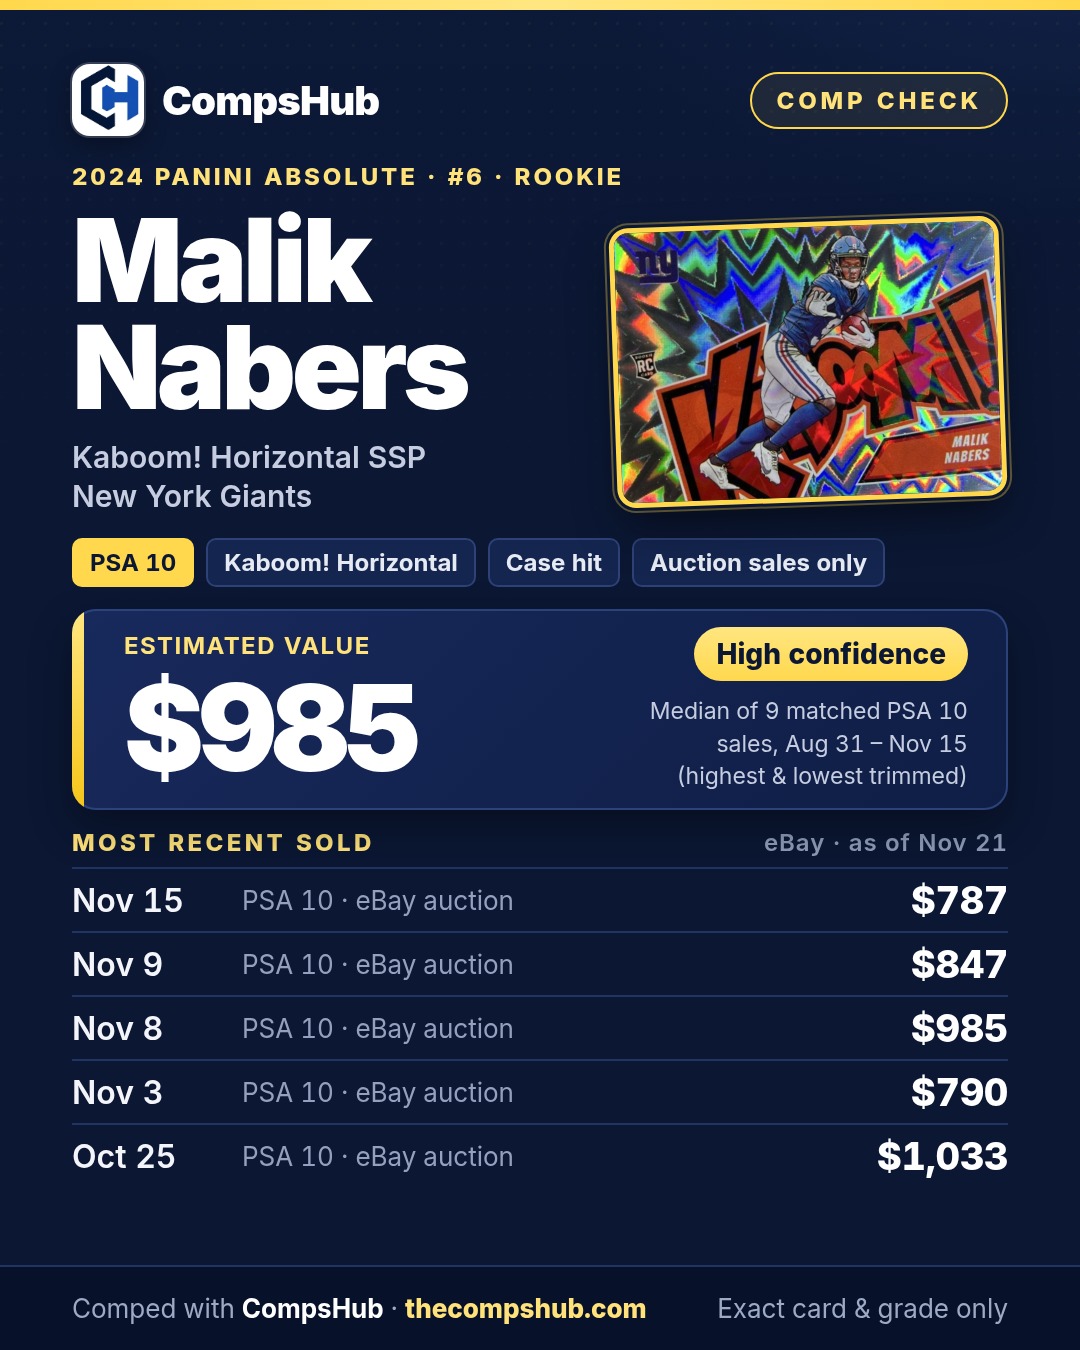 CompsHub
COMP CHECK
2024 PANINI ABSOLUTE · #6 · ROOKIE
Malik
Nabers
Kaboom! Horizontal SSP
New York Giants
ny
RC
KABOOM!
MALIK
NABERS
PSA 10
Kaboom! Horizontal
Case hit
Auction sales only
ESTIMATED VALUE
$985
High confidence
Median of 9 matched PSA 10
sales, Aug 31 – Nov 15
(highest & lowest trimmed)
MOST RECENT SOLD
eBay · as of Nov 21
Nov 15 PSA 10 · eBay auction $787
Nov 9 PSA 10 · eBay auction $847
Nov 8 PSA 10 · eBay auction $985
Nov 3 PSA 10 · eBay auction $790
Oct 25 PSA 10 · eBay auction $1,033
Comped with CompsHub · thecompshub.com
Exact card & grade only